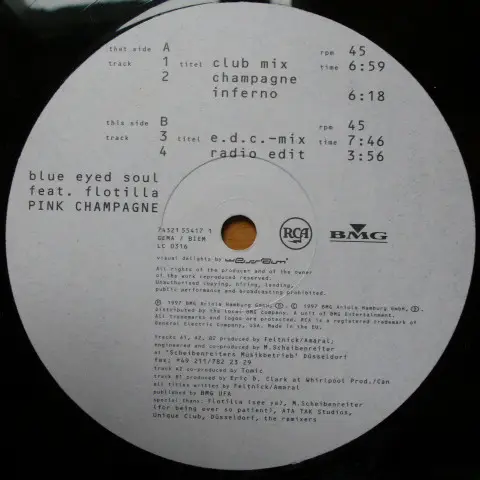 that side A rpm 45
track 1 titel club mix time 6:59
2 champagne
inferno 6:18
this side B rpm 45
track 3 titel e.d.c.-mix time 7:46
4 radio edit 3:56
blue eyed soul
feat. flotilla
PINK CHAMPAGNE
74321 55417 1
GEMA / BIEM
LC 0316
RCA
BMG
visual delights by
All rights of the producer and of the owner
of the work reproduced reserved.
Unauthorised copying, hiring, lending,
public performance and broadcasting prohibited.
℗ 1997 BMG Ariola Hamburg GmbH, © 1997 BMG Ariola Hamburg GmbH,
distributed by the local BMG Company. A unit of BMG Entertainment.
All trademarks and logos are protected. RCA is a registered trademark of
General Electric Company, USA. Made in the EU.
Tracks A1, A2, B2 produced by Feltnick/Amaral;
engineered and co-produced by M.Scheibenreiter
at "Scheibenreiters Musikbetrieb" Düsseldorf
fax: +49 211/782 23 29
track A2 co-produced by Tomic
track B1 produced by Eric D. Clark at Whirlpool Prod./Can
all titles written by Feltnick/Amaral
published by BMG UFA
special thanx: flotilla (see ya?), M.Scheibenreiter
(for being over so patient?), ATA TAK Studios,
Unique Club, Düsseldorf, the remixers